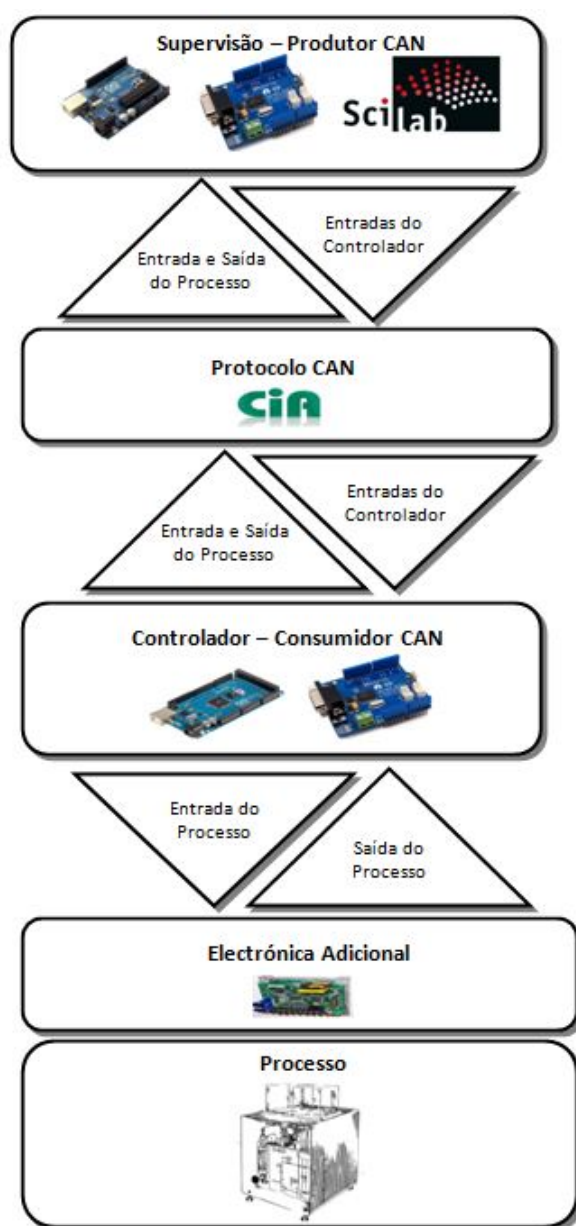 Supervisão – Produtor CAN
Scilab
Entrada e Saída
do Processo
Entradas do
Controlador
Protocolo CAN
CiA
Entrada e Saída
do Processo
Entradas do
Controlador
Controlador – Consumidor CAN
Entrada do
Processo
Saída do
Processo
Electrónica Adicional
Processo